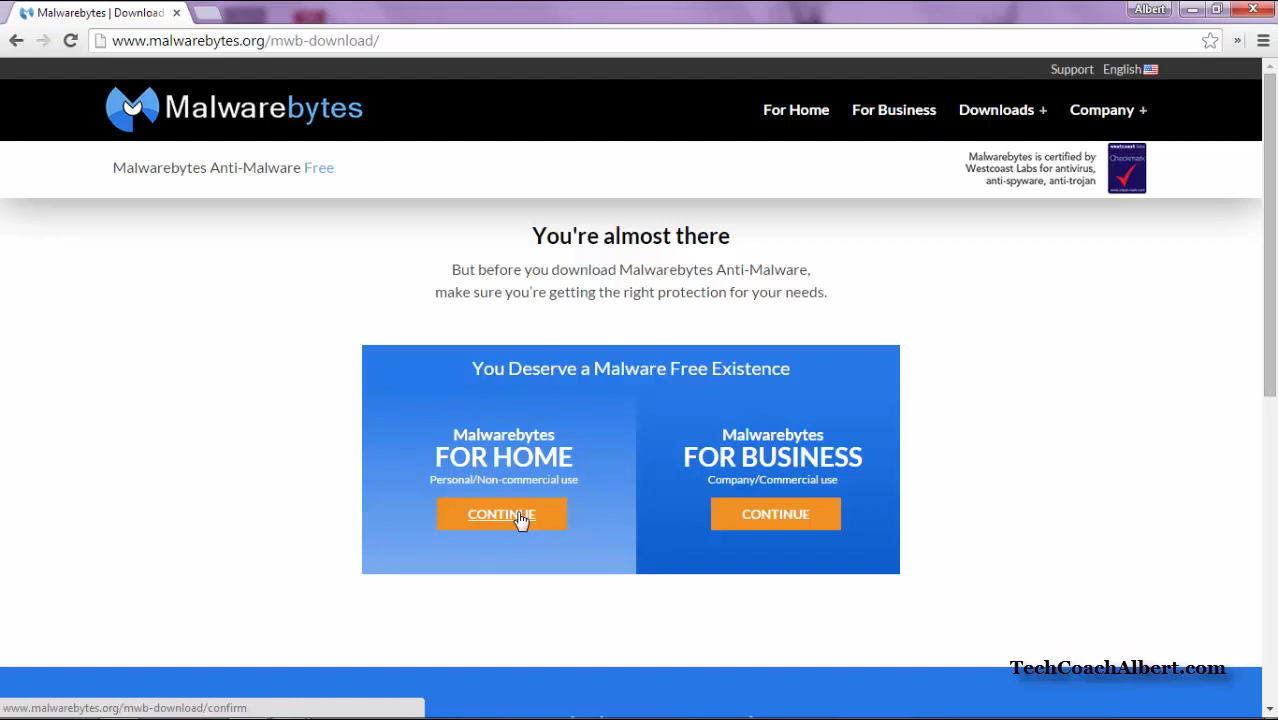 Malwarebytes | Download
Albert
www.malwarebytes.org/mwb-download/
Support English
Malwarebytes
For Home For Business Downloads + Company +
Malwarebytes Anti-Malware Free
Malwarebytes is certified by
Westcoast Labs for antivirus,
anti-spyware, anti-trojan
westcoast labs
Checkmark
You're almost there
But before you download Malwarebytes Anti-Malware,
make sure you're getting the right protection for your needs.
You Deserve a Malware Free Existence
Malwarebytes
FOR HOME
Personal/Non-commercial use
CONTINUE
Malwarebytes
FOR BUSINESS
Company/Commercial use
CONTINUE
TechCoachAlbert.com
www.malwarebytes.org/mwb-download/confirm